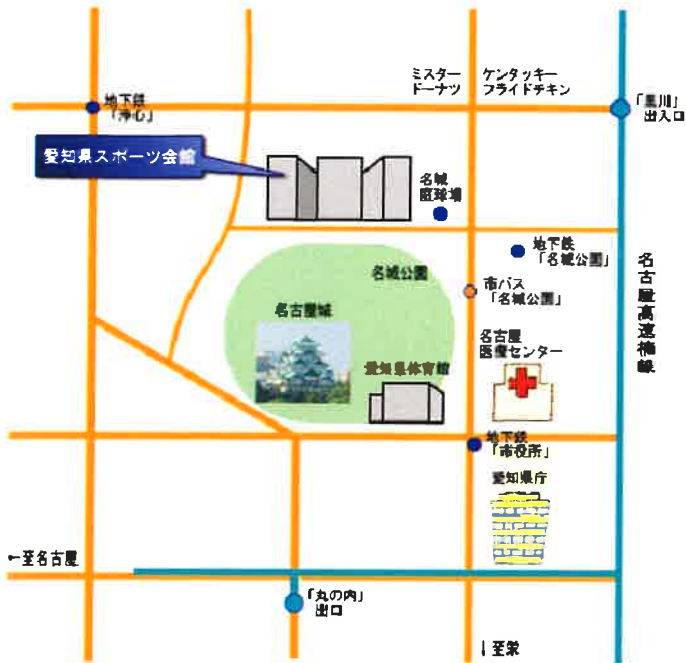 ミスター
ドーナツ
ケンタッキー
フライドチキン
地下鉄
「浄心」
「黒川」
出入口
愛知県スポーツ会館
名城
庭球場
地下鉄
「名城公園」
名城公園
市バス
「名城公園」
名古屋高速楠線
名古屋城
名古屋
医療センター
愛知県体育館
地下鉄
「市役所」
愛知県庁
←至名古屋
「丸の内」
出口
↓至栄